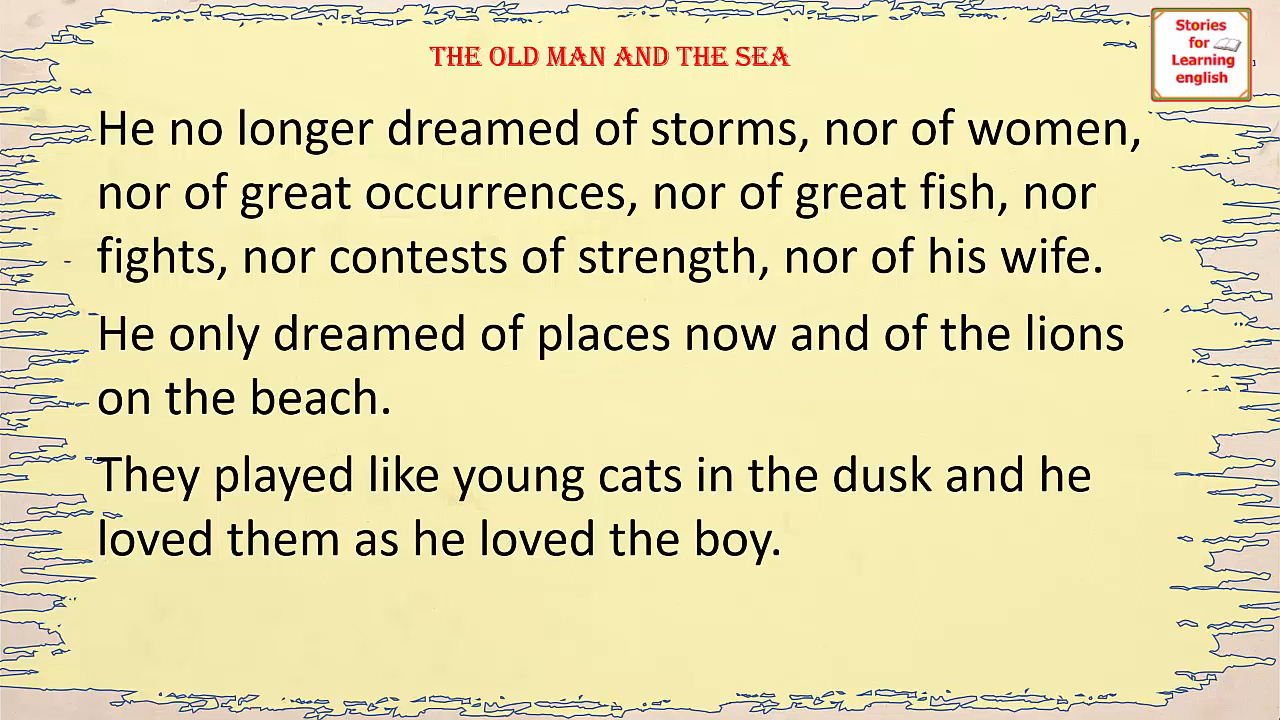 THE OLD MAN AND THE SEA
Stories
for
Learning
english
He no longer dreamed of storms, nor of women,
nor of great occurrences, nor of great fish, nor
fights, nor contests of strength, nor of his wife.
He only dreamed of places now and of the lions
on the beach.
They played like young cats in the dusk and he
loved them as he loved the boy.